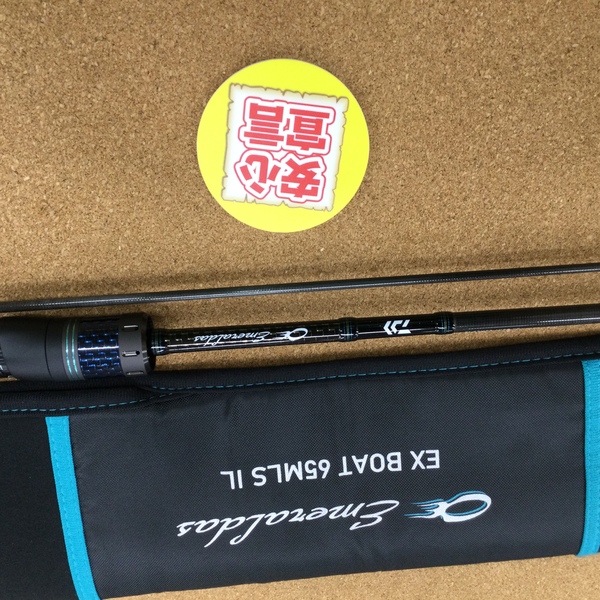 安心
宣言
Emeraldas
Emeraldas
EX BOAT 65MLS IL